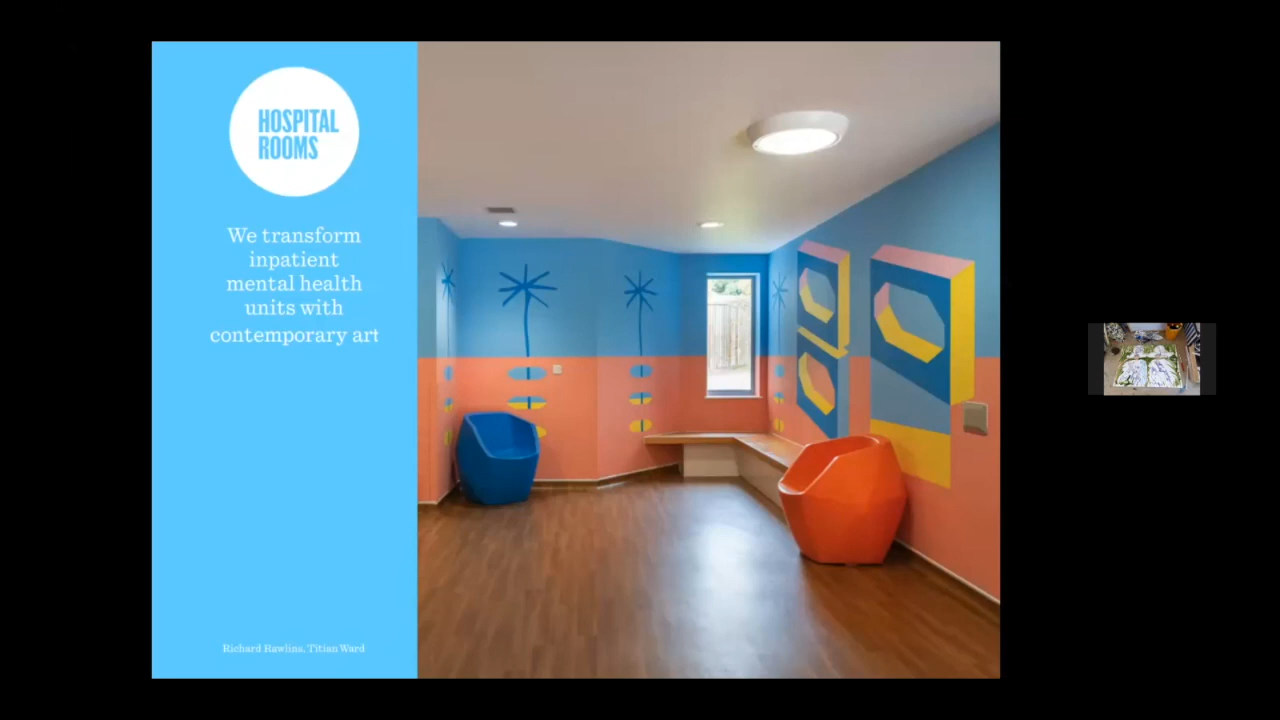 HOSPITAL
ROOMS
We transform
inpatient
mental health
units with
contemporary art
Richard Rawlins, Titian Ward